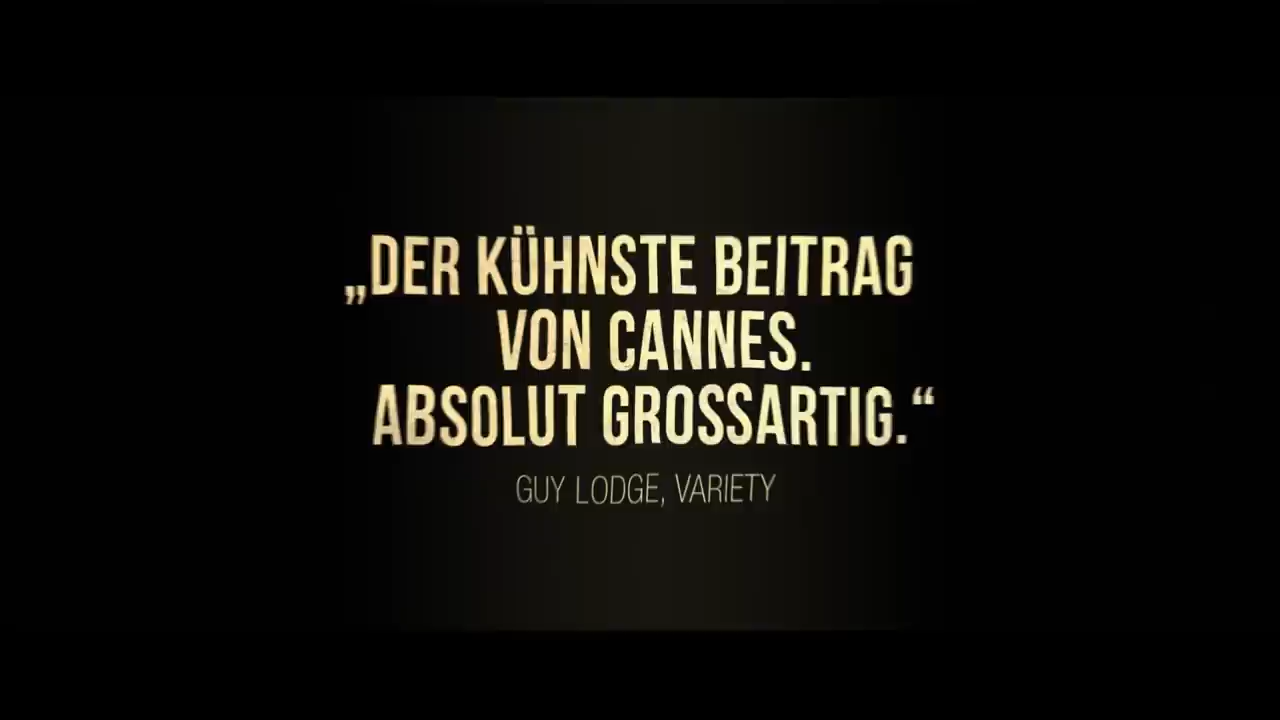 „DER KÜHNSTE BEITRAG
VON CANNES.
ABSOLUT GROSSARTIG.“
GUY LODGE, VARIETY